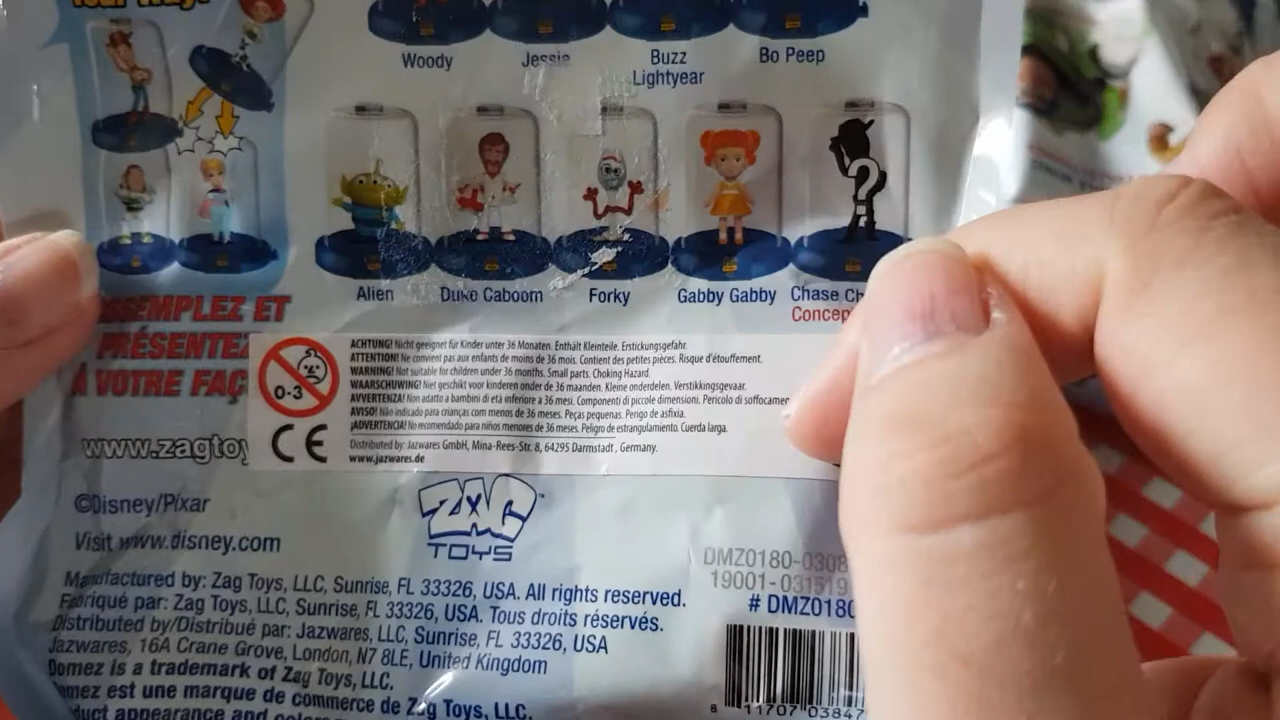 Your Way!
Woody
Jessie
Buzz
Lightyear
Bo Peep
Alien
Duke Caboom
Forky
Gabby Gabby
Chase
?
PRÉSENTEZ
À VOTRE
0-3
CE
ACHTUNG! Nicht geeignet für Kinder unter 36 Monaten. Enthält Kleinteile. Erstickungsgefahr.
ATTENTION! Ne convient pas aux enfants de moins de 36 mois. Contient des petites pièces. Risque d'étouffement.
WARNING! Not suitable for children under 36 months. Small parts. Choking Hazard.
WAARSCHUWING! Niet geschikt voor kinderen onder de 36 maanden. Kleine onderdelen. Verstikkingsgevaar.
AVVERTENZA! Non adatto a bambini di età inferiore a 36 mesi. Componenti di piccole dimensioni. Pericolo di
AVISO! Não indicado para crianças com menos de 36 meses. Peças pequenas. Perigo de asfixia.
¡ADVERTENCIA! No recomendado para niños menores de 36 meses. Peligro de estrangulamiento. Cuerda larga.
Distributed by: Jazwares GmbH, Mina-Rees-Str. 8, 64295 Darmstadt, Germany.
www.jazwares.de
www.zagtoy
©Disney/Pixar
Visit www.disney.com
ZAG
TOYS
™
DMZ0180-0308
19001-031519
# DMZ0180
Manufactured by: Zag Toys, LLC, Sunrise, FL 33326, USA. All rights reserved.
Fabriqué par: Zag Toys, LLC, Sunrise, FL 33326, USA. Tous droits réservés.
Distributed by/Distribué par: Jazwares, LLC, Sunrise, FL 33326, USA
Jazwares, 16A Crane Grove, London, N7 8LE, United Kingdom
Domez is a trademark of Zag Toys, LLC.
omez est une marque de commerce de Zag Toys, LLC.
appearance and
8 11707 03847